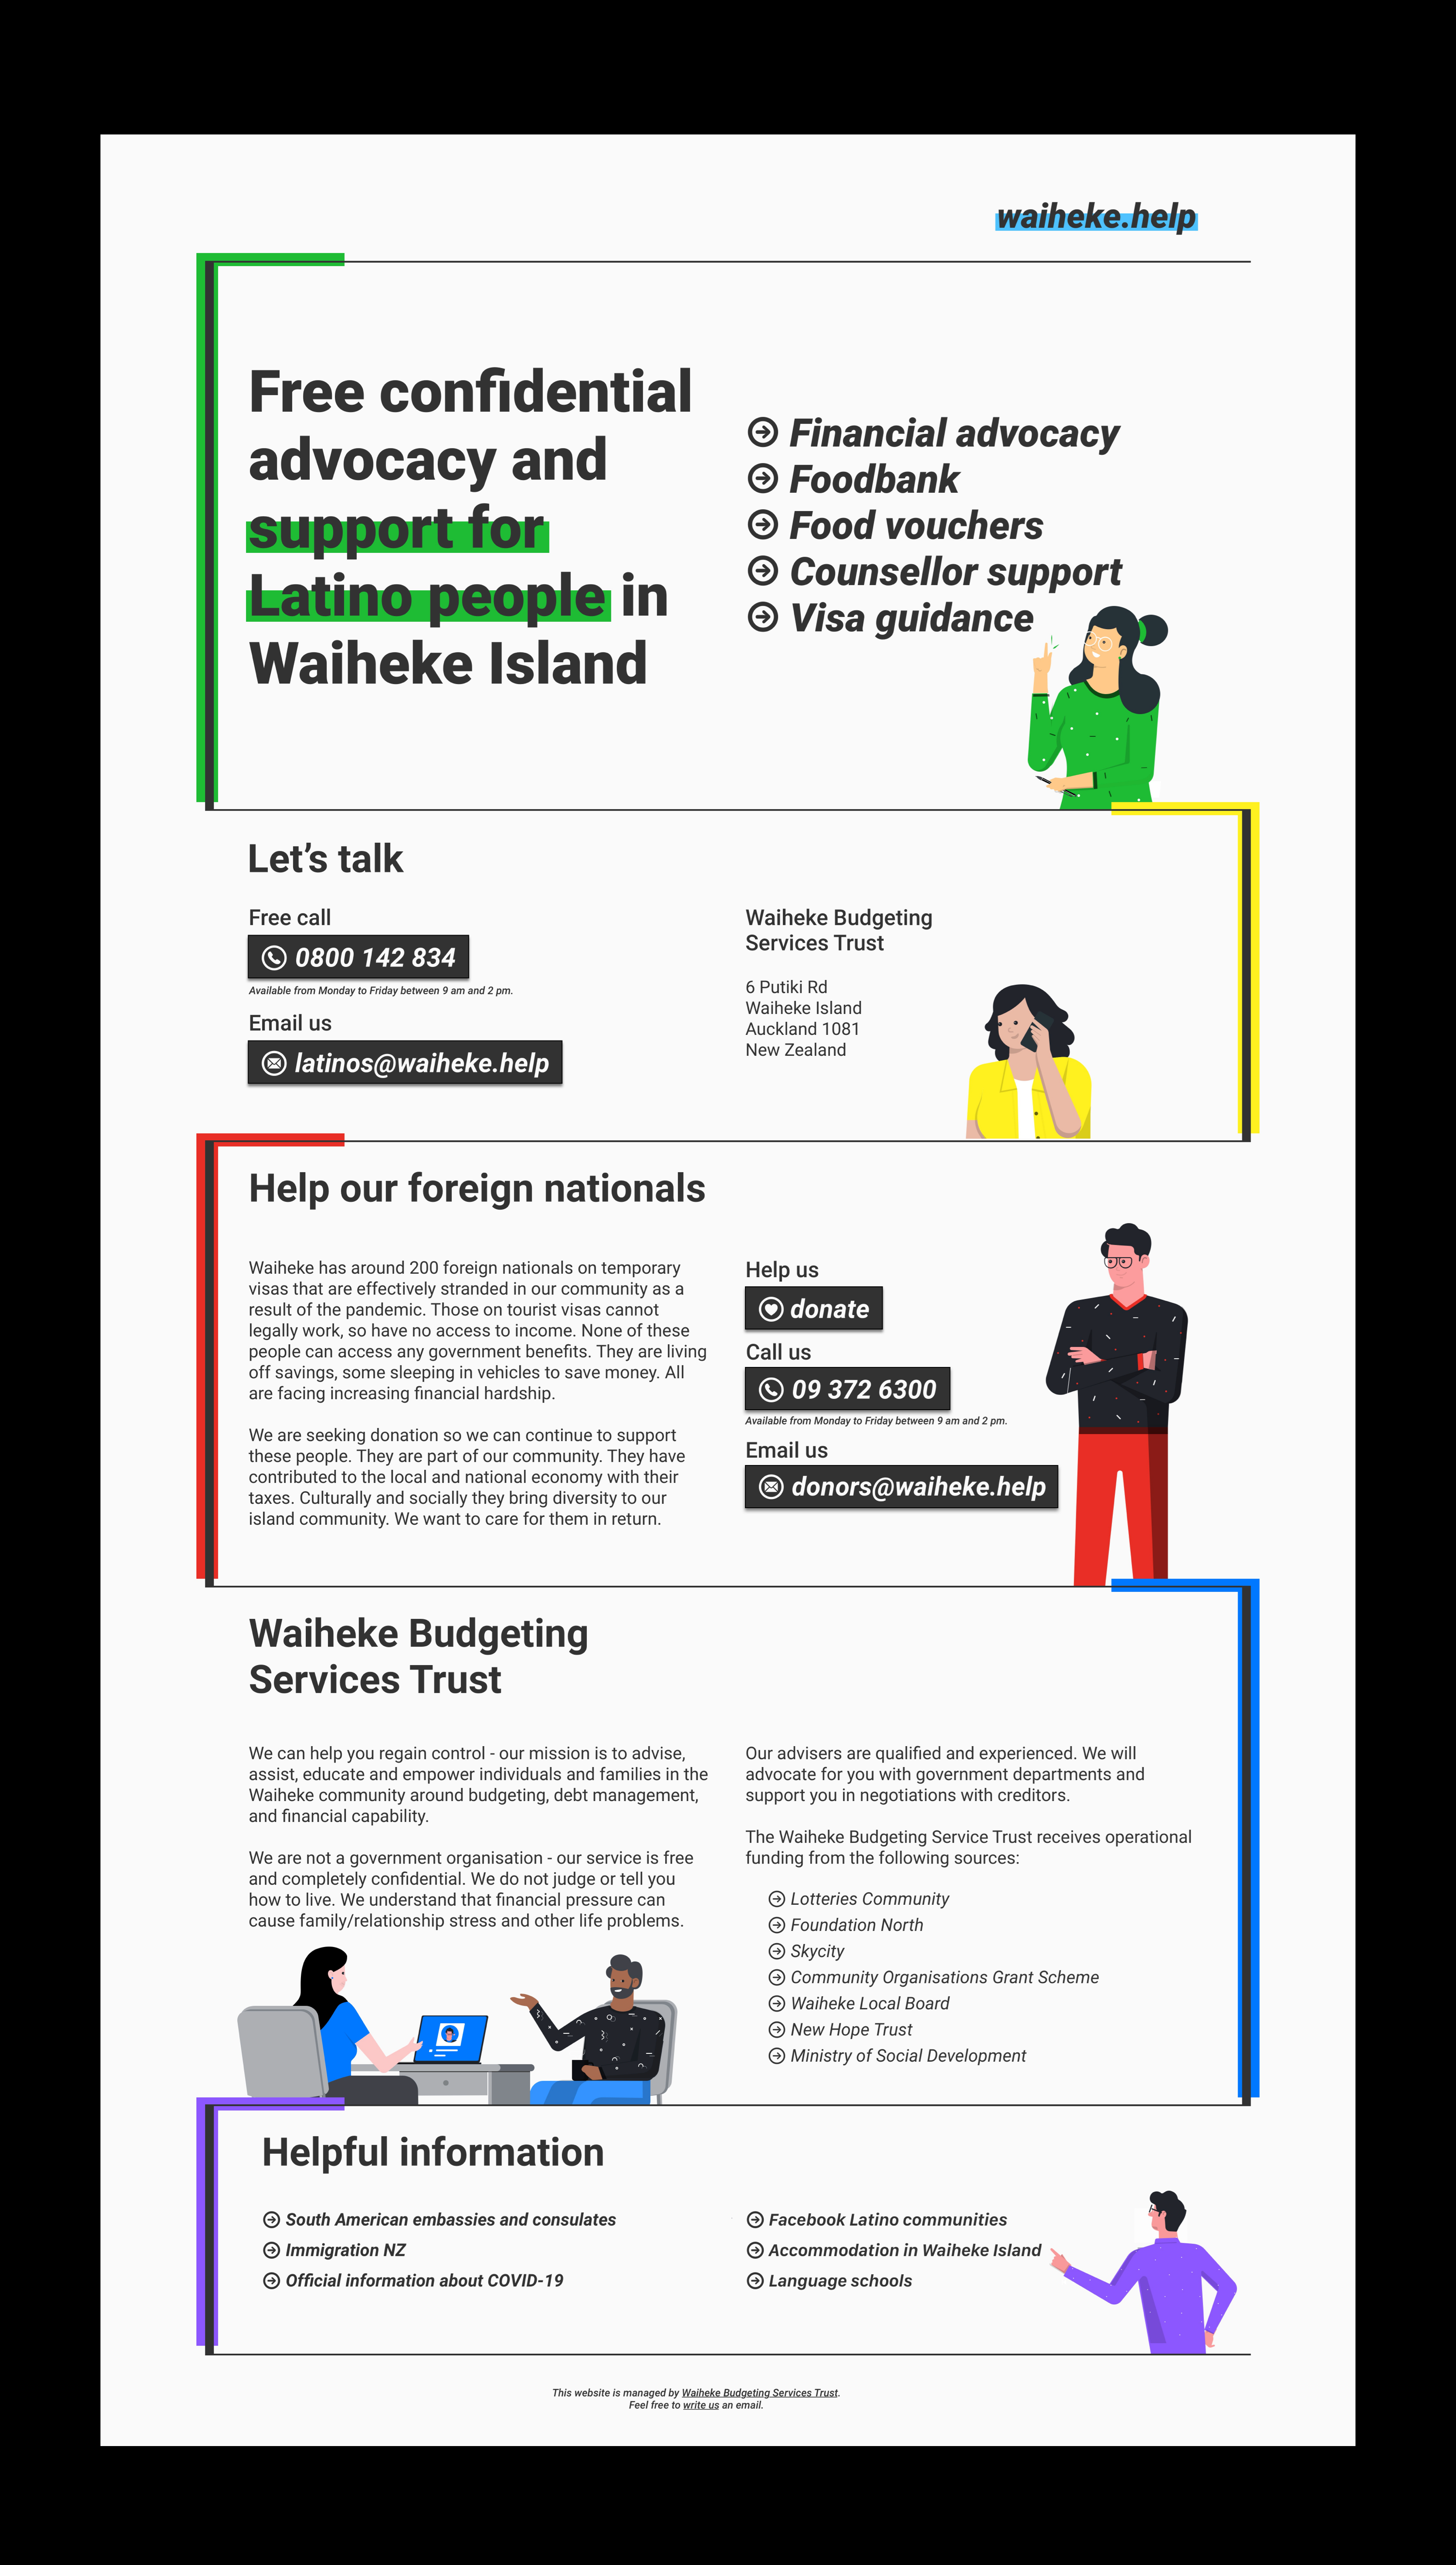 waiheke.help
Free confidential
advocacy and
support for
Latino people in
Waiheke Island
Financial advocacy
Foodbank
Food vouchers
Counsellor support
Visa guidance
Let’s talk
Free call
0800 142 834
Available from Monday to Friday between 9 am and 2 pm.
Email us
latinos@waiheke.help
Waiheke Budgeting
Services Trust
6 Putiki Rd
Waiheke Island
Auckland 1081
New Zealand
Help our foreign nationals
Waiheke has around 200 foreign nationals on temporary
visas that are effectively stranded in our community as a
result of the pandemic. Those on tourist visas cannot
legally work, so have no access to income. None of these
people can access any government benefits. They are living
off savings, some sleeping in vehicles to save money. All
are facing increasing financial hardship.
We are seeking donation so we can continue to support
these people. They are part of our community. They have
contributed to the local and national economy with their
taxes. Culturally and socially they bring diversity to our
island community. We want to care for them in return.
Help us
donate
Call us
09 372 6300
Available from Monday to Friday between 9 am and 2 pm.
Email us
donors@waiheke.help
Waiheke Budgeting
Services Trust
We can help you regain control - our mission is to advise,
assist, educate and empower individuals and families in the
Waiheke community around budgeting, debt management,
and financial capability.
We are not a government organisation - our service is free
and completely confidential. We do not judge or tell you
how to live. We understand that financial pressure can
cause family/relationship stress and other life problems.
Our advisers are qualified and experienced. We will
advocate for you with government departments and
support you in negotiations with creditors.
The Waiheke Budgeting Service Trust receives operational
funding from the following sources:
Lotteries Community
Foundation North
Skycity
Community Organisations Grant Scheme
Waiheke Local Board
New Hope Trust
Ministry of Social Development
Helpful information
South American embassies and consulates
Immigration NZ
Official information about COVID-19
Facebook Latino communities
Accommodation in Waiheke Island
Language schools
This website is managed by Waiheke Budgeting Services Trust.
Feel free to write us an email.